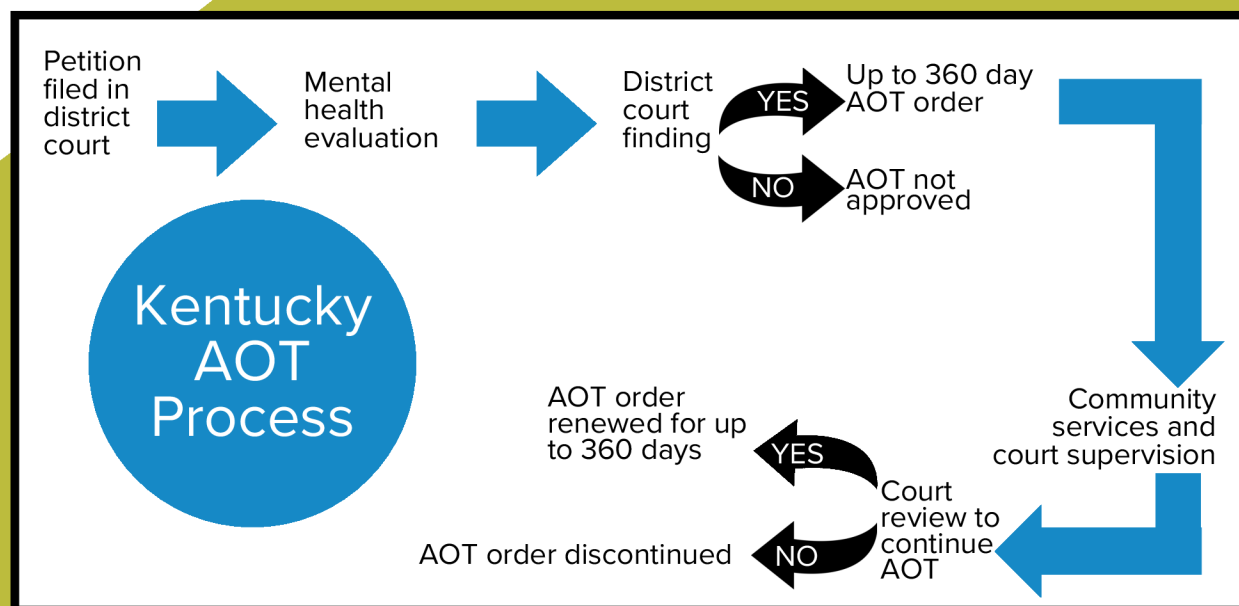 Petition
filed in
district
court
Mental
health
evaluation
District
court
finding
YES
Up to 360 day
AOT order
NO
AOT not
approved
Kentucky
AOT
Process
Community
services and
court supervision
Court
review to
continue
AOT
YES
AOT order
renewed for up
to 360 days
NO
AOT order discontinued